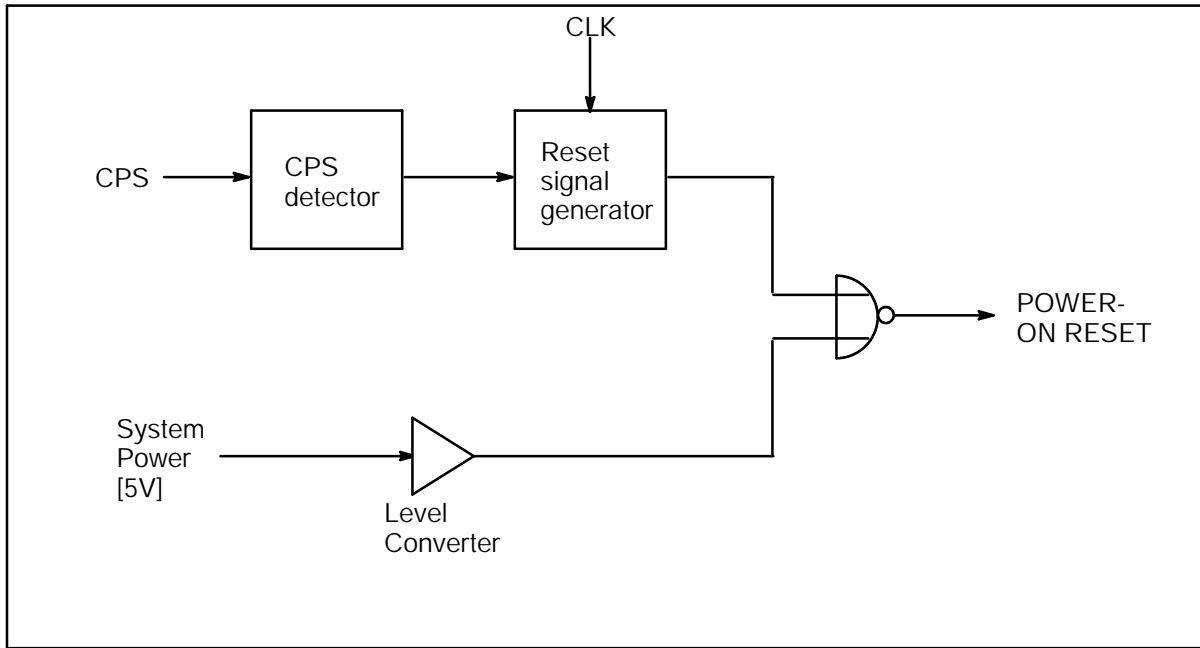 CLK
CPS
CPS
detector
Reset
signal
generator
POWER-
ON RESET
System
Power
[5V]
Level
Converter